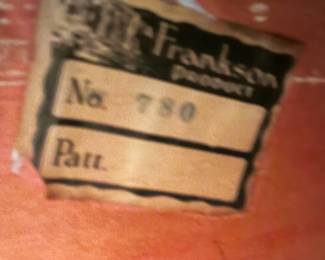 Frankson
PRODUCT
No. 780
Patt.